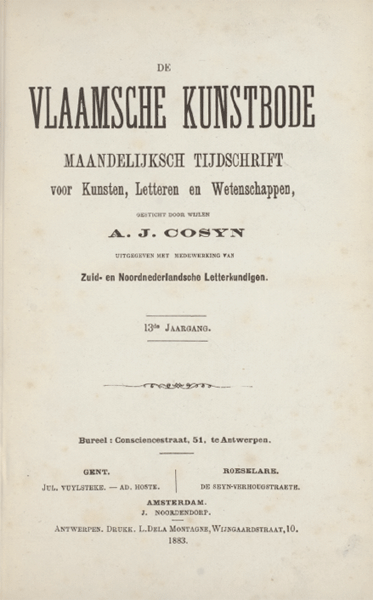 DE
VLAAMSCHE KUNSTBODE
MAANDELIJKSCH TIJDSCHRIFT
voor Kunsten, Letteren en Wetenschappen,
GESTICHT DOOR WIJLEN
A. J. COSYN
UITGEGEVEN MET MEDEWERKING VAN
Zuid- en Noordnederlandsche Letterkundigen.
13de JAARGANG.
Bureel : Consciencestraat, 51, te Antwerpen.
GENT.
JUL. VUYLSTEKE. — AD. HOSTE.
ROESELARE.
DE SEYN-VERHOUGSTRAETE.
AMSTERDAM.
J. NOORDENDORP.
ANTWERPEN. DRUKK. L. DELA MONTAGNE, WIJNGAARDSTRAAT, 10.
1883.